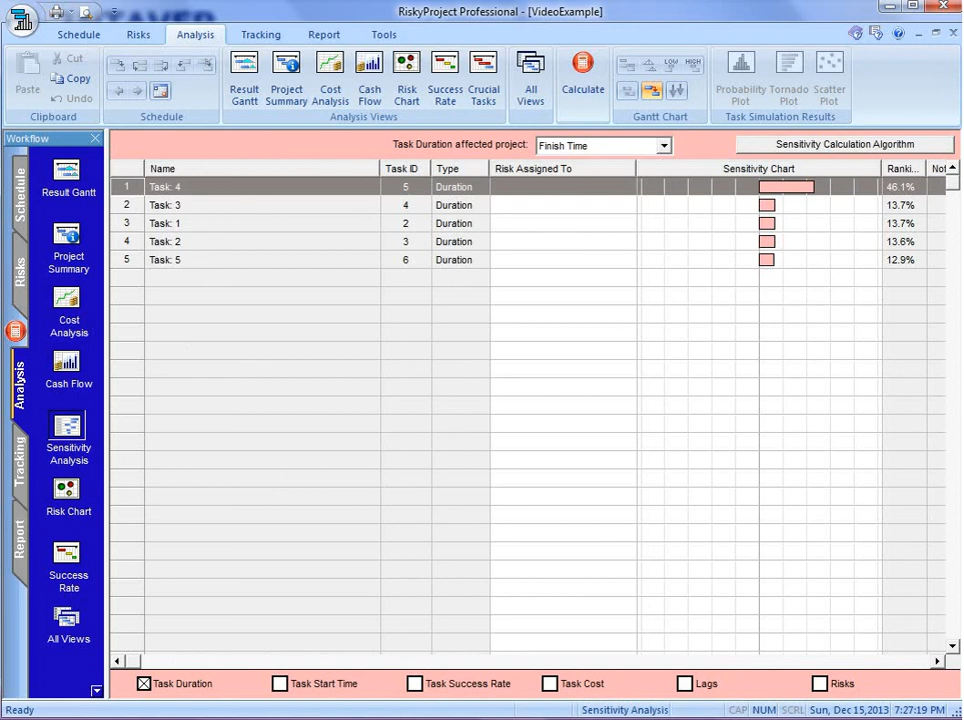 RiskyProject Professional - [VideoExample]
Schedule Risks Analysis Tracking Report Tools
Paste
Cut
Copy
Undo
Result Gantt
Project Summary
Cost Analysis
Cash Flow
Risk Chart
Success Rate
Crucial Tasks
All Views
Calculate
LOW HIGH
Probability Plot
Tornado Plot
Scatter Plot
Clipboard Schedule Analysis Views Gantt Chart Task Simulation Results
Workflow
Schedule
Risks
Analysis
Tracking
Report
Result Gantt
Project
Summary
Cost
Analysis
Cash Flow
Sensitivity
Analysis
Risk Chart
Success
Rate
All Views
Task Duration affected project: Finish Time Sensitivity Calculation Algorithm
Name Task ID Type Risk Assigned To Sensitivity Chart Ranki... Not
1 Task: 4 5 Duration 46.1%
2 Task: 3 4 Duration 13.7%
3 Task: 1 2 Duration 13.7%
4 Task: 2 3 Duration 13.6%
5 Task: 5 6 Duration 12.9%
Task Duration Task Start Time Task Success Rate Task Cost Lags Risks
Ready Sensitivity Analysis CAP NUM SCRL Sun, Dec 15,2013 7:27:19 PM